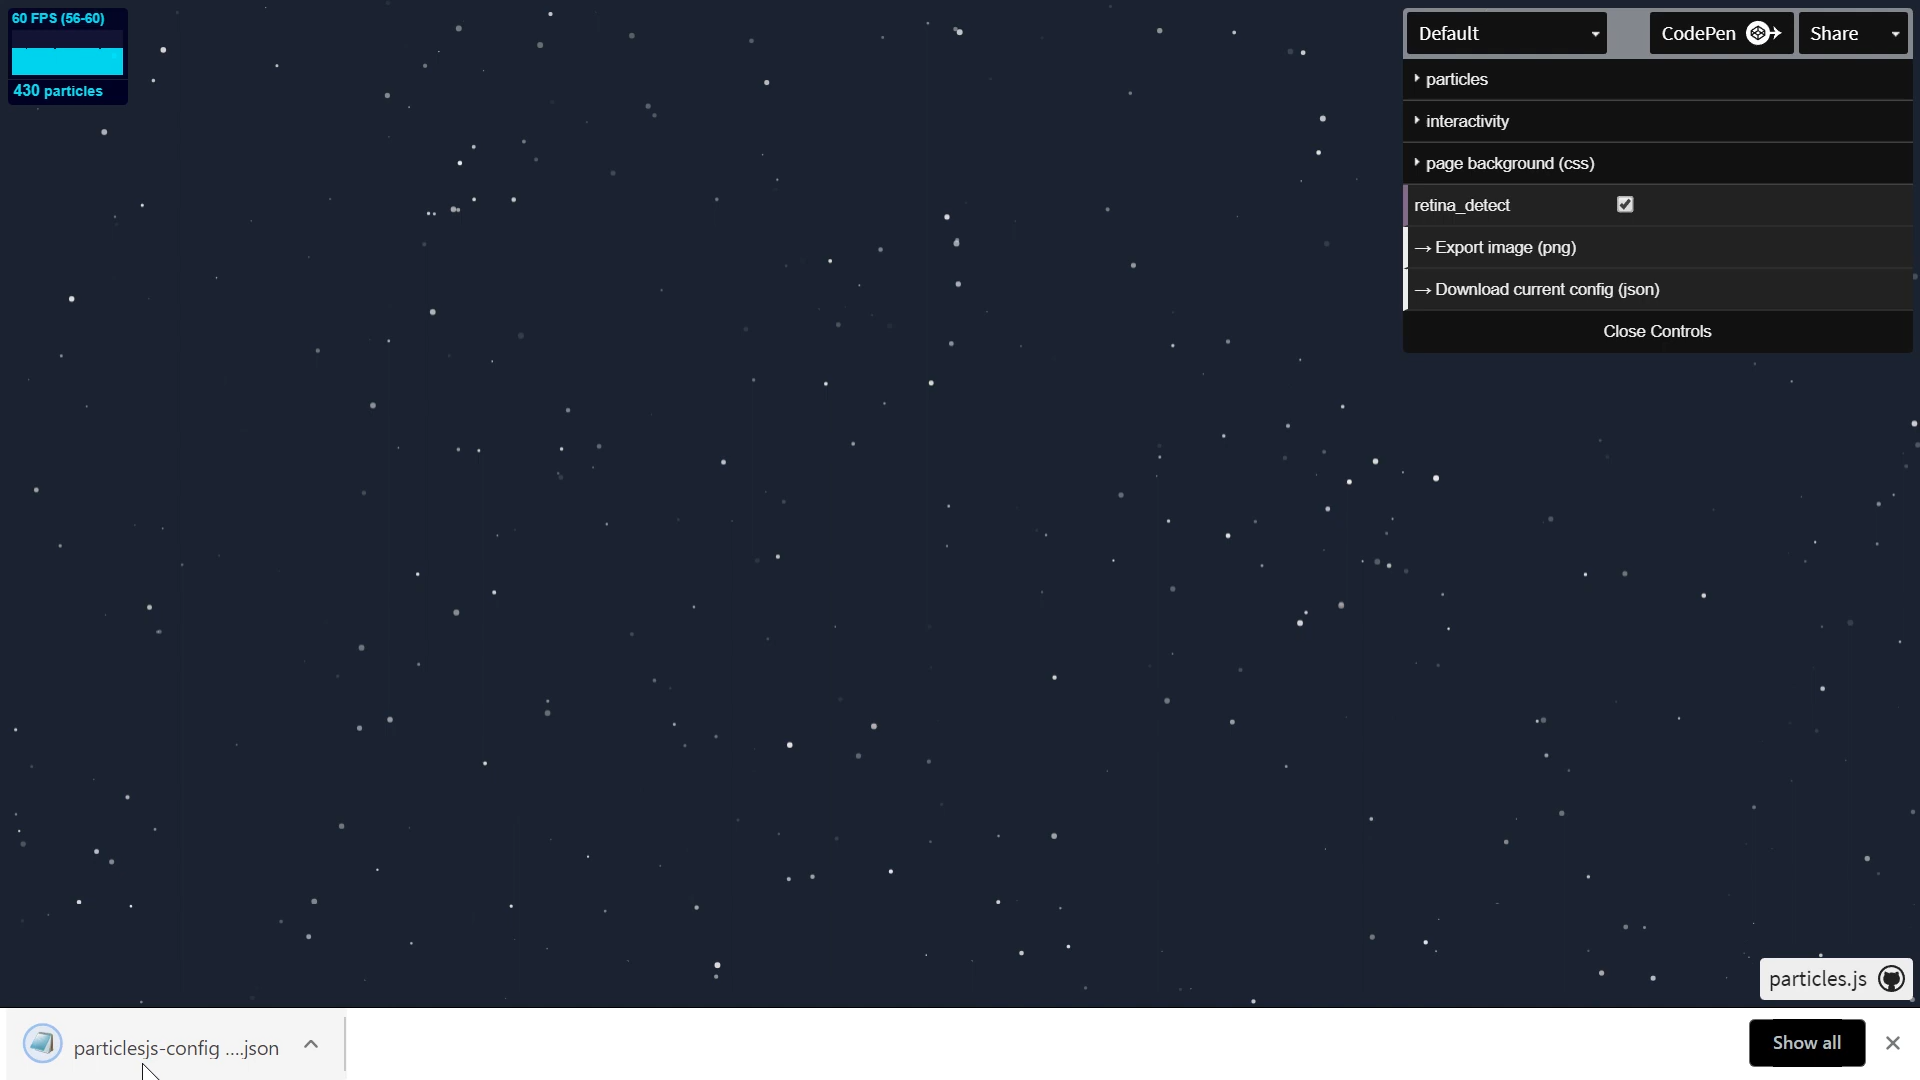 60 FPS (56-60)
430 particles
Default
CodePen
Share
particles
interactivity
page background (css)
retina_detect
→ Export image (png)
→ Download current config (json)
Close Controls
particles.js
particlesjs-config ....json
Show all